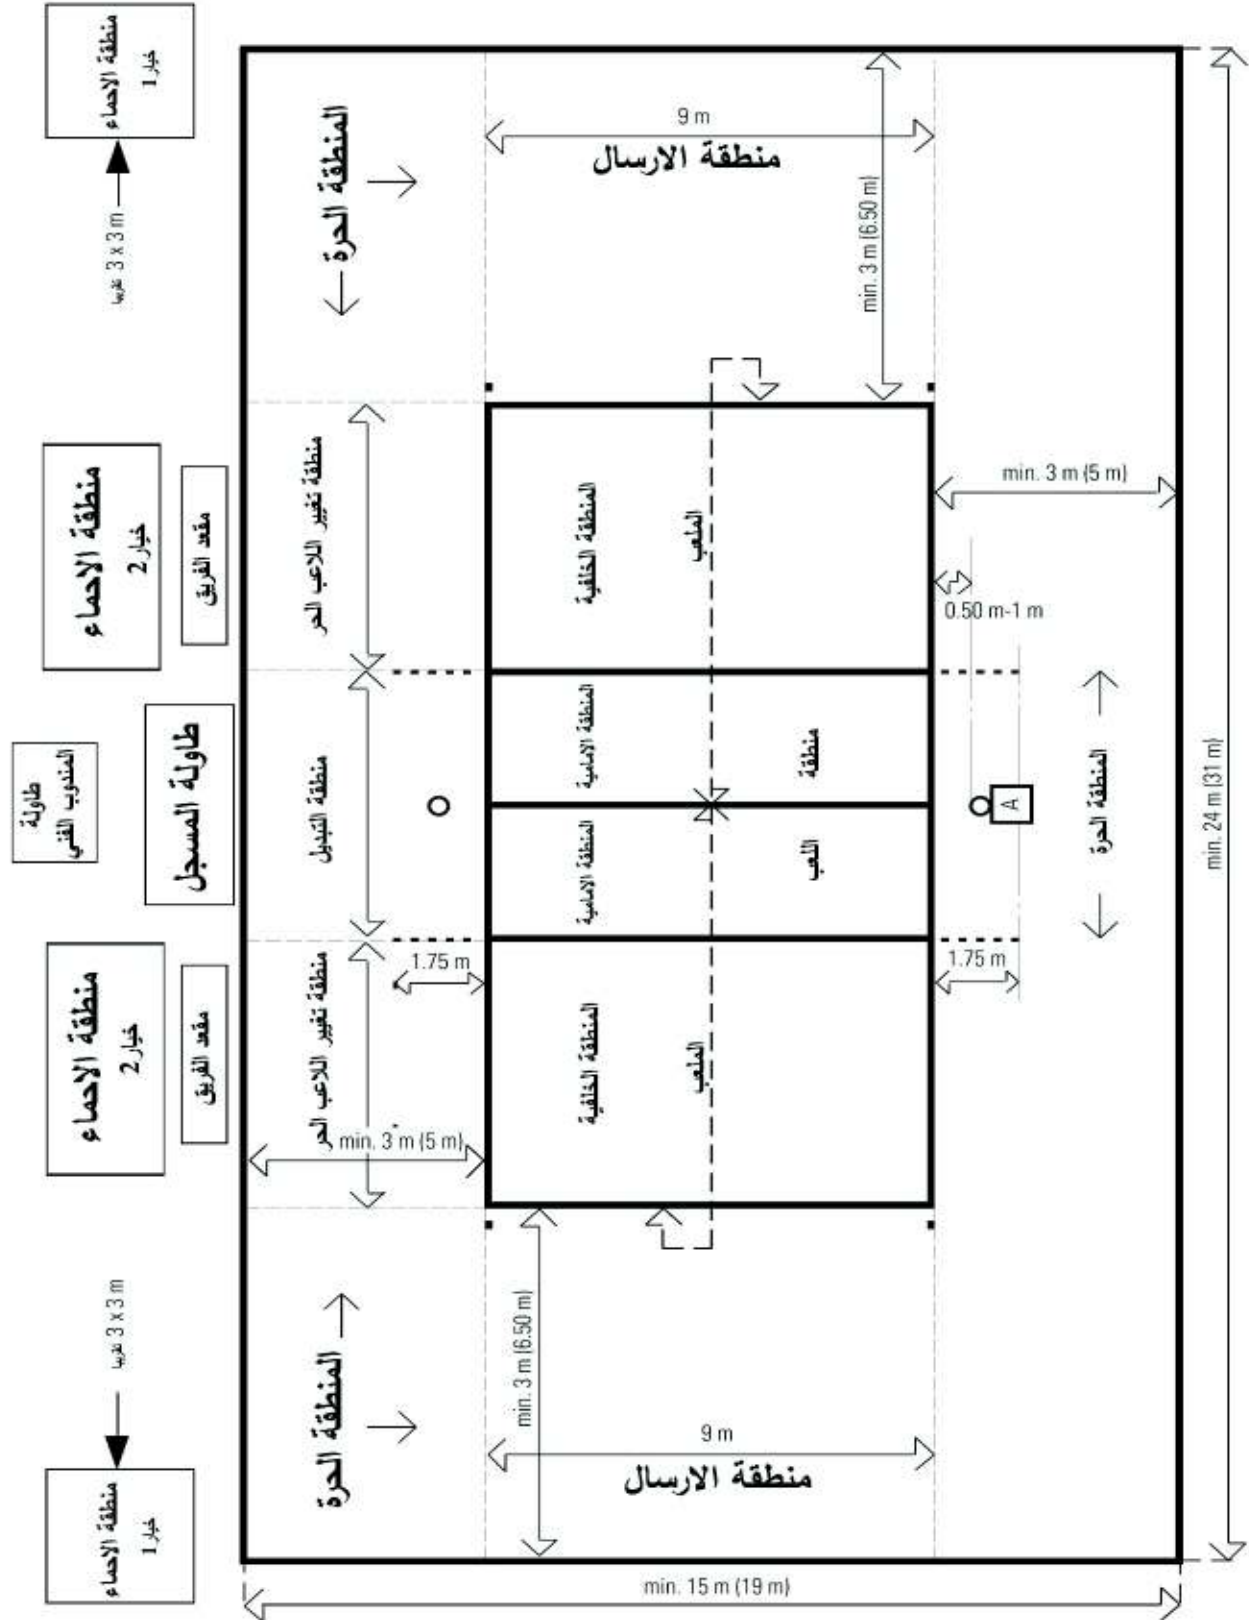 منطقة الاحماء
خيار 1
تقريبا 3 x 3 m
المنطقة الحرة
9 m
منطقة الارسال
min. 3 m (6.50 m)
منطقة الاحماء
خيار 2
مقعد الفريق
منطقة تغيير اللاعب الحر
المنطقة الخلفية
الملعب
min. 3 m (5 m)
0.50 m-1 m
طاولة
المندوب الفني
طاولة المسجل
منطقة التبديل
المنطقة الامامية
المنطقة الامامية
منطقة
اللعب
A
المنطقة الحرة
min. 24 m (31 m)
منطقة الاحماء
خيار 2
مقعد الفريق
منطقة تغيير اللاعب الحر
1.75 m
1.75 m
المنطقة الخلفية
الملعب
min. 3 m (5 m)
تقريبا 3 x 3 m
المنطقة الحرة
min. 3 m (6.50 m)
9 m
منطقة الارسال
منطقة الاحماء
خيار 1
min. 15 m (19 m)